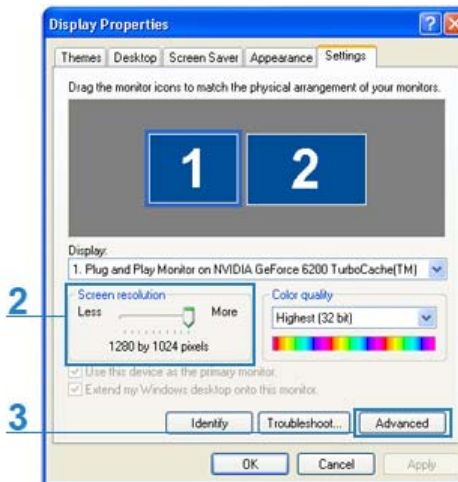 Display Properties
Themes Desktop Screen Saver Appearance Settings
Drag the monitor icons to match the physical arrangement of your monitors.
1 2
Display:
1. Plug and Play Monitor on NVIDIA GeForce 6200 TurboCache(TM)
2
Screen resolution
Less More
1280 by 1024 pixels
Color quality
Highest (32 bit)
Use this device as the primary monitor.
Extend my Windows desktop onto this monitor.
3
Identify Troubleshoot... Advanced
OK Cancel Apply